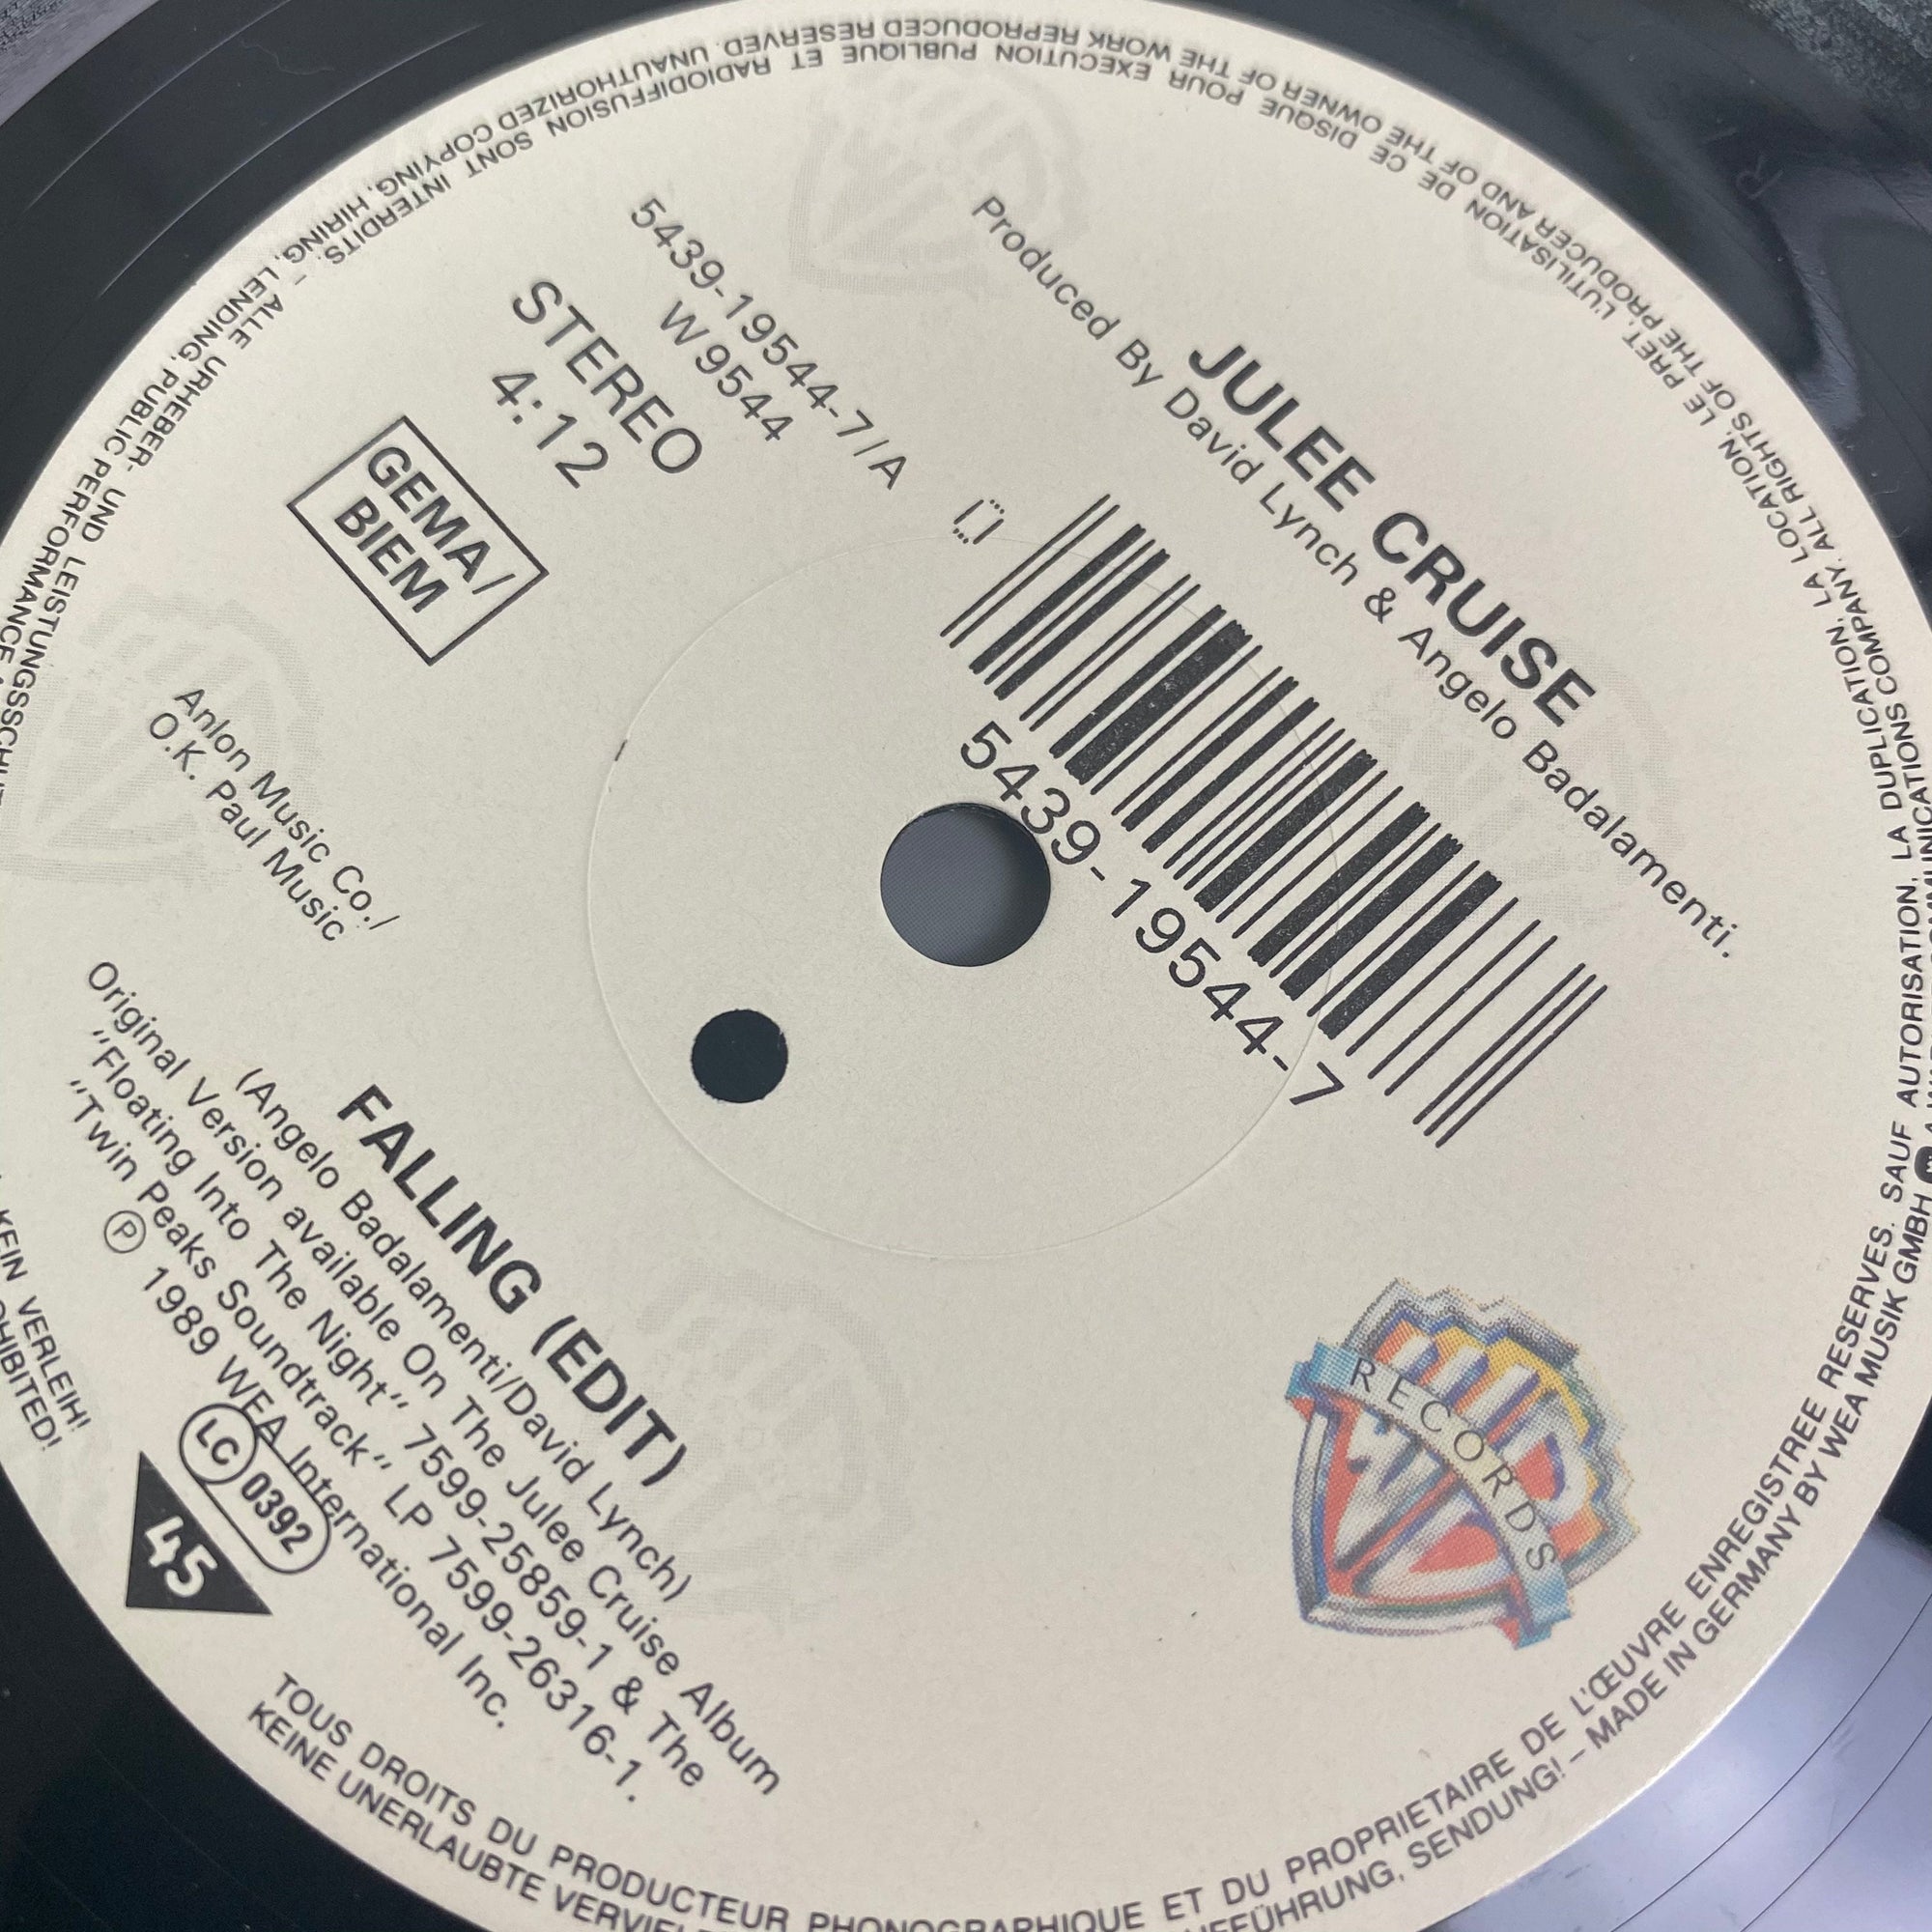 JULEE CRUISE
Produced By David Lynch & Angelo Badalamenti.
5439-19544-7
5439-19544-7/A
W 9544
STEREO
4:12
GEMA/
BIEM
Anlon Music Co./
O.K. Paul Music
RECORDS
FALLING (EDIT)
(Angelo Badalamenti/David Lynch)
Original Version available On The Julee Cruise Album
“Floating Into The Night“ 7599-25859-1 & The
“Twin Peaks Soundtrack“ LP 7599-26316-1.
Ⓟ 1989 WEA International Inc.
LC 0392
45
TOUS DROITS DU PRODUCTEUR PHONOGRAPHIQUE ET DU PROPRIETAIRE DE L'ŒUVRE ENREGISTREE RESERVES. SAUF AUTORISATION, LA DUPLICATION, LA LOCATION, LE PRET, L'UTILISATION DE CE DISQUE POUR EXECUTION PUBLIQUE ET RADIODIFFUSION SONT INTERDITS. – ALLE URHEBER- UND
KEIN VERLEIH!
KEINE UNERLAUBTE
SENDUNG! – MADE IN GERMANY BY WEA MUSIK GMBH
COMPANY. ALL RIGHTS OF THE PRODUCER AND OF THE OWNER OF THE WORK REPRODUCED RESERVED. UNAUTHORIZED COPYING, HIRING, LENDING, PUBLIC PERFORMANCE